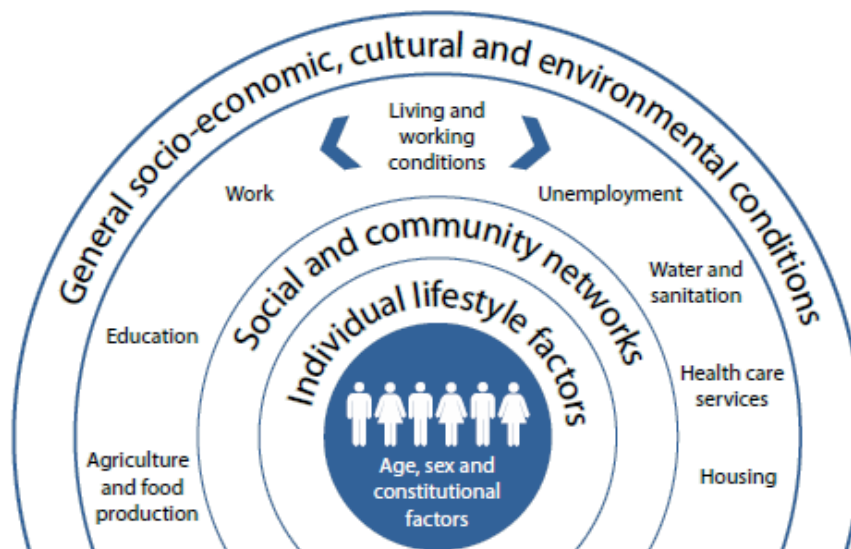 General socio-economic, cultural and environmental conditions
Living and
working
conditions
Work
Unemployment
Social and community networks
Water and
sanitation
Individual lifestyle factors
Education
Health care
services
Agriculture
and food
production
Housing
Age, sex and
constitutional
factors